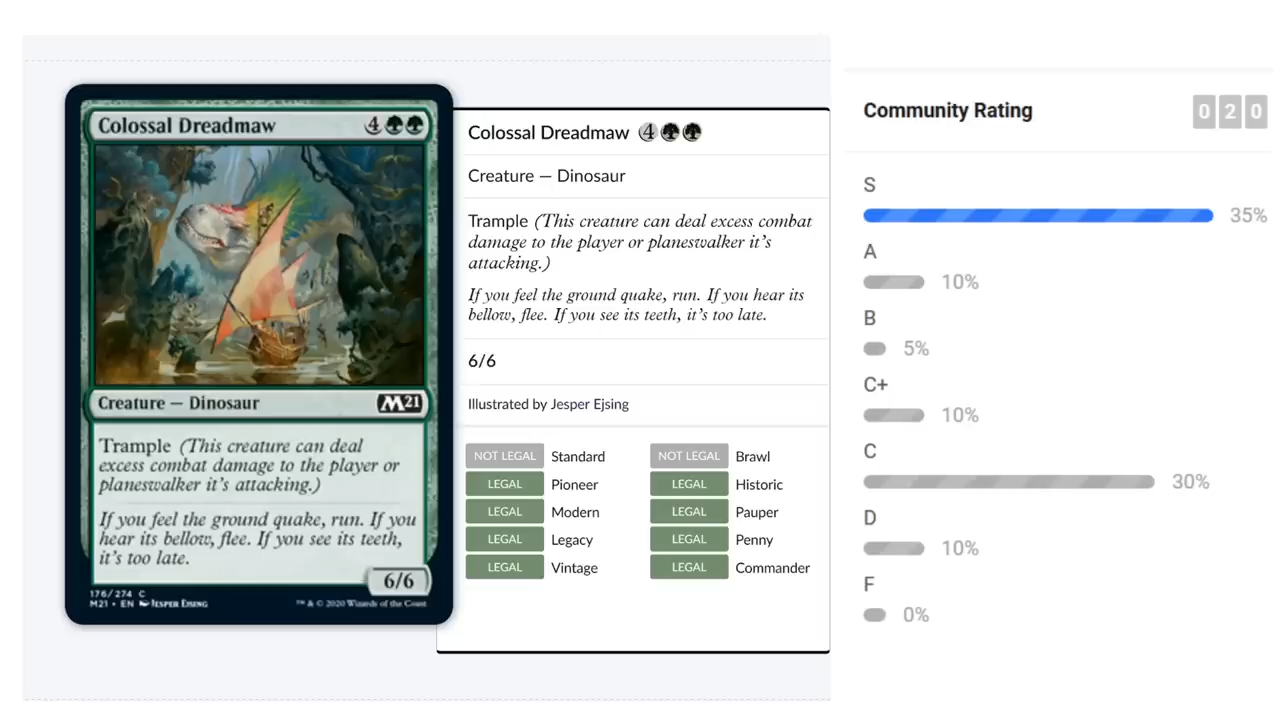 Colossal Dreadmaw 4
Creature — Dinosaur
M21
Trample (This creature can deal
excess combat damage to the player or
planeswalker it's attacking.)
If you feel the ground quake, run. If you
hear its bellow, flee. If you see its teeth,
it's too late.
6/6
176/274 C
M21 • EN Jesper Ejsing
™ & © 2020 Wizards of the Coast
Colossal Dreadmaw 4
Creature — Dinosaur
Trample (This creature can deal excess combat
damage to the player or planeswalker it's
attacking.)
If you feel the ground quake, run. If you hear its
bellow, flee. If you see its teeth, it's too late.
6/6
Illustrated by Jesper Ejsing
NOT LEGAL Standard NOT LEGAL Brawl
LEGAL Pioneer LEGAL Historic
LEGAL Modern LEGAL Pauper
LEGAL Legacy LEGAL Penny
LEGAL Vintage LEGAL Commander
Community Rating 0 2 0
S
35%
A
10%
B
5%
C+
10%
C
30%
D
10%
F
0%